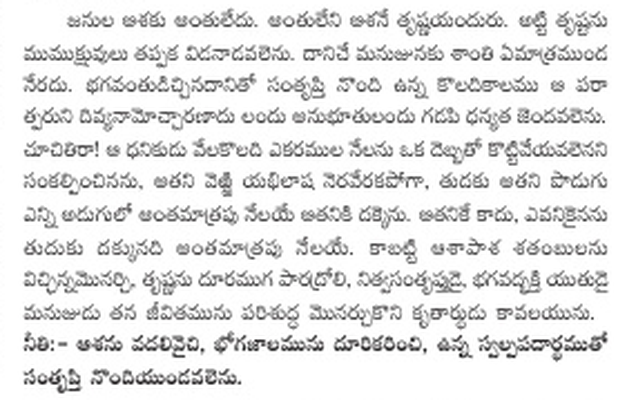 జనుల ఆశకు అంతులేదు. అంతులేని ఆశనే తృష్ణయందురు. అట్టి తృష్ణను
ముముక్షువులు తప్పక విడనాడవలెను. దానిచే మనుజునకు శాంతి ఏమాత్రముండ
నేరదు. భగవంతుడిచ్చినదానితో సంతృప్తి నొంది ఉన్న కొలదికాలము ఆ పరా
త్పరుని దివ్యనామోచ్చారణాదు లందు అనుభూతులందు గడపి ధన్యత జెందవలెను.
చూచితిరా! ఆ ధనికుడు వేలకొలది ఎకరముల నేలను ఒక దెబ్బతో కొట్టివేయవలెనని
సంకల్పించినను, అతని వెఱ్ఱి యభిలాష నెరవేరకపోగా, తుదకు అతని పొడుగు
ఎన్ని అడుగులో అంతమాత్రపు నేలయే అతనికి దక్కెను. అతనికే కాదు, ఎవనికైనను
తుదుకు దక్కునది అంతమాత్రపు నేలయే. కాబట్టి ఆశాపాశ శతంబులను
విచ్ఛిన్నమొనర్చి, తృష్ణను దూరముగ పారద్రోలి, నిత్యసంతృప్తుడై, భగవద్భక్తి యుతుడై
మనుజుడు తన జీవితమును పరిశుద్ధ మొనర్చుకొని కృతార్థుడు కావలయును.
నీతి:- ఆశను వదలివైచి, భోగజాలమును దూరికరించి, ఉన్న స్వల్పపదార్థముతో
సంతృప్తి నొందియుండవలెను.